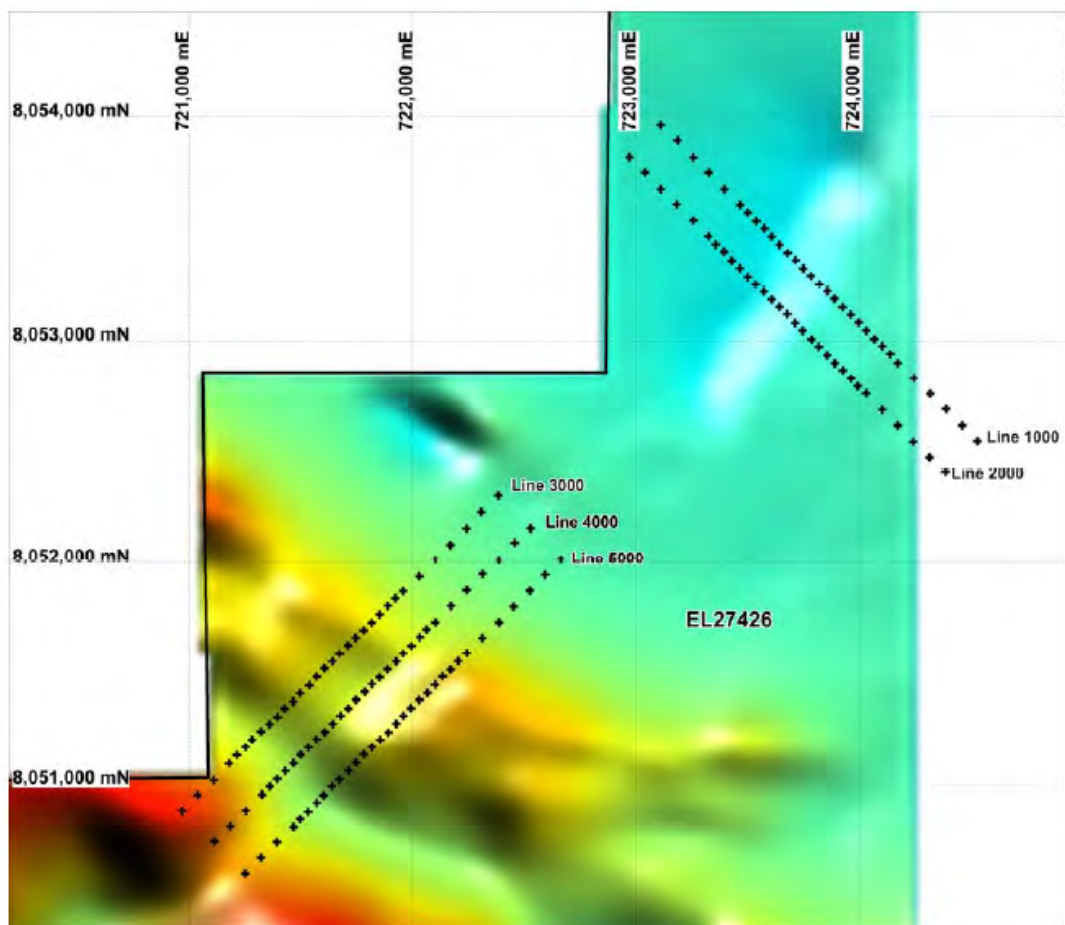 721,000 mE
722,000 mE
723,000 mE
724,000 mE
8,054,000 mN
8,053,000 mN
Line 1000
Line 2000
Line 3000
Line 4000
8,052,000 mN
Line 5000
EL27426
8,051,000 mN